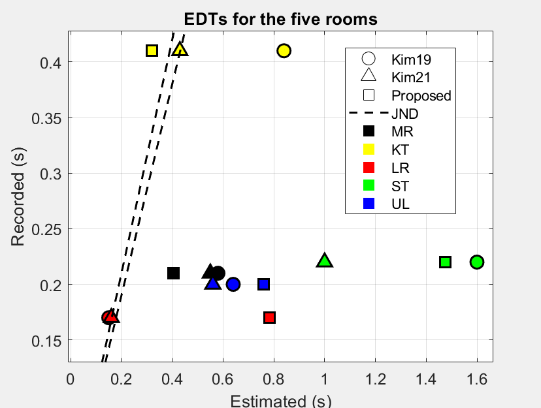 EDTs for the five rooms
0.4
0.35
0.3
0.25
0.2
0.15
Recorded (s)
Kim19
Kim21
Proposed
JND
MR
KT
LR
ST
UL
0 0.2 0.4 0.6 0.8 1 1.2 1.4 1.6
Estimated (s)